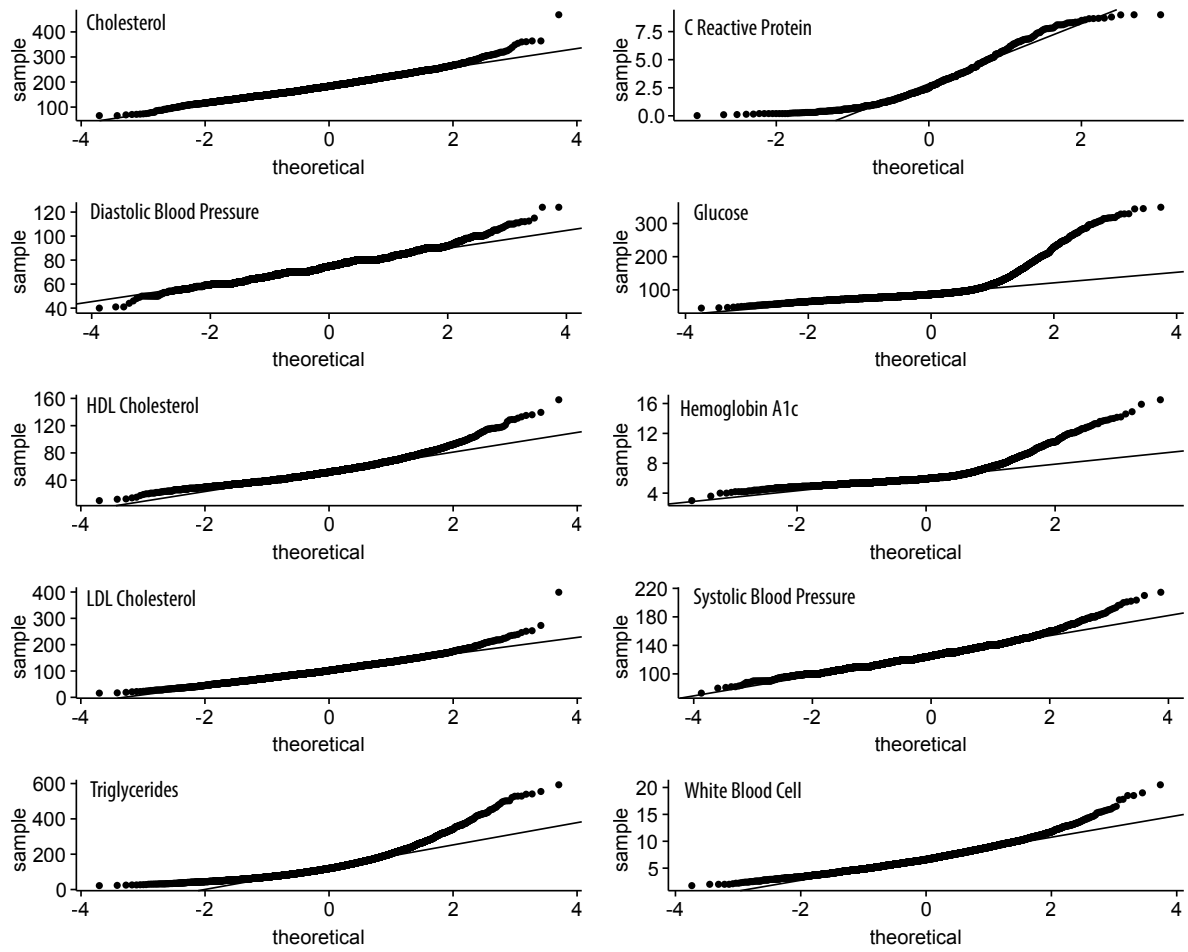 Cholesterol
sample
400
300
200
100
-4 -2 0 2 4
theoretical
C Reactive Protein
sample
7.5
5.0
2.5
0.0
-2 0 2 4
theoretical
Diastolic Blood Pressure
sample
120
100
80
60
40
-4 -2 0 2 4
theoretical
Glucose
sample
300
200
100
-4 -2 0 2 4
theoretical
HDL Cholesterol
sample
160
120
80
40
-4 -2 0 2 4
theoretical
Hemoglobin A1c
sample
16
12
8
4
-2 0 2 4
theoretical
LDL Cholesterol
sample
400
300
200
100
0
-4 -2 0 2 4
theoretical
Systolic Blood Pressure
sample
220
180
140
100
-4 -2 0 2 4
theoretical
Triglycerides
sample
600
400
200
0
-4 -2 0 2 4
theoretical
White Blood Cell
sample
20
15
10
5
-4 -2 0 2 4
theoretical